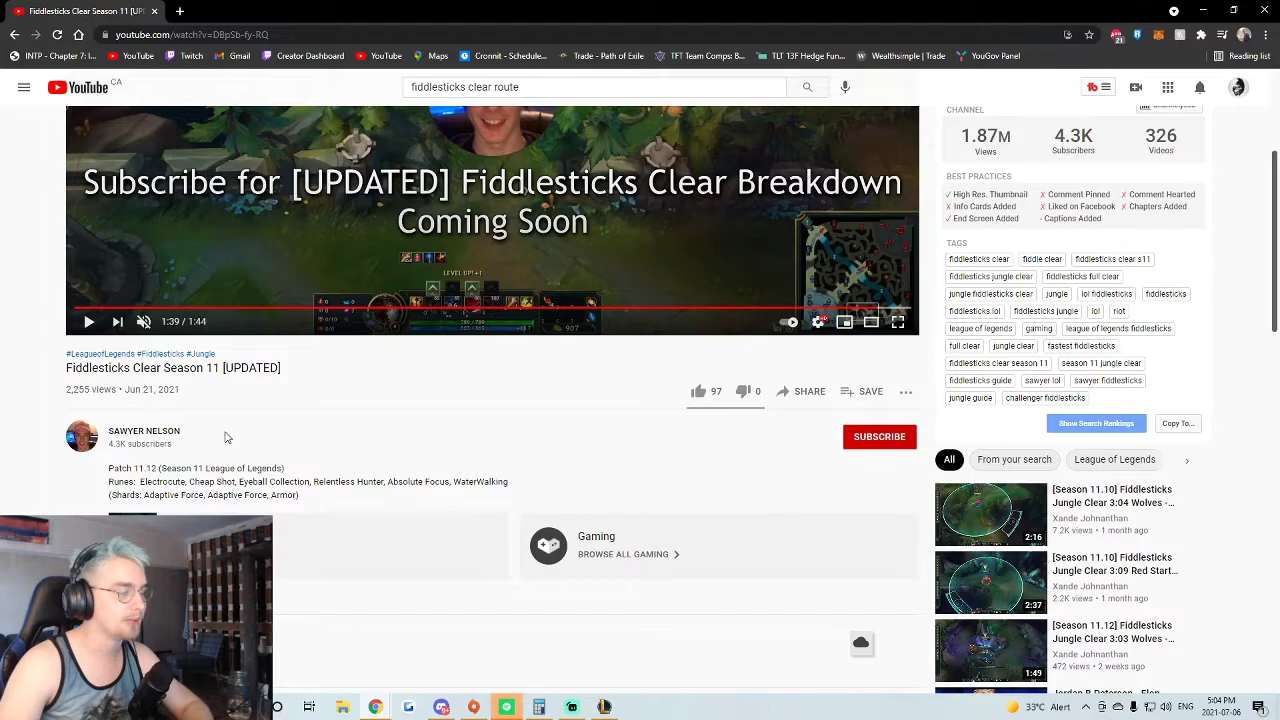 Fiddlesticks Clear Season 11 [UPD
youtube.com/watch?v=DBpSb-fy-RQ
21
INTP - Chapter 7: I... YouTube Twitch Gmail Creator Dashboard YouTube Maps Cronnit - Schedule... Trade - Path of Exile TFT Team Comps: B... TLT 13F Hedge Fun... Wealthsimple | Trade YouGov Panel Reading list
YouTube CA
fiddlesticks clear route
tb
Subscribe for [UPDATED] Fiddlesticks Clear Breakdown
Coming Soon
LEVEL UP! +1
907
1:39 / 1:44
#LeagueofLegends #Fiddlesticks #Jungle
Fiddlesticks Clear Season 11 [UPDATED]
2,255 views • Jun 21, 2021
97 0 SHARE SAVE
SAWYER NELSON
4.3K subscribers
SUBSCRIBE
Patch 11.12 (Season 11 League of Legends)
Runes: Electrocute, Cheap Shot, Eyeball Collection, Relentless Hunter, Absolute Focus, WaterWalking
(Shards: Adaptive Force, Adaptive Force, Armor)
Gaming
BROWSE ALL GAMING
CHANNEL
1.87M 4.3K 326
Views Subscribers Videos
BEST PRACTICES
✓ High Res. Thumbnail ✗ Comment Pinned ✗ Comment Hearted
✗ Info Cards Added ✗ Liked on Facebook ✗ Chapters Added
✓ End Screen Added - Captions Added
TAGS
fiddlesticks clear fiddle clear fiddlesticks clear s11
fiddlesticks jungle clear fiddlesticks full clear
jungle fiddlesticks clear jungle lol fiddlesticks fiddlesticks
fiddlesticks lol fiddlesticks jungle lol riot
league of legends gaming league of legends fiddlesticks
full clear jungle clear fastest fiddlesticks
fiddlesticks clear season 11 season 11 jungle clear
fiddlesticks guide sawyer lol sawyer fiddlesticks
jungle guide challenger fiddlesticks
Show Search Rankings Copy To...
All From your search League of Legends
[Season 11.10] Fiddlesticks
Jungle Clear 3:04 Wolves -...
Xande Johnanthan
7.2K views • 1 month ago
2:16
[Season 11.10] Fiddlesticks
Jungle Clear 3:09 Red Start...
Xande Johnanthan
2.2K views • 1 month ago
2:37
[Season 11.12] Fiddlesticks
Jungle Clear 3:03 Wolves -...
Xande Johnanthan
472 views • 2 weeks ago
1:49
33°C Alert
5:04 PM
2021-07-06